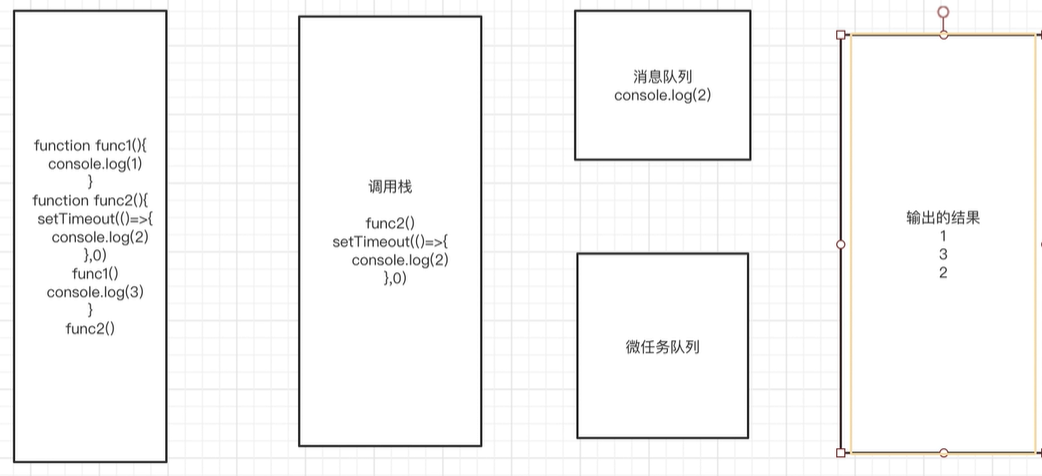 function func1(){
console.log(1)
}
function func2(){
setTimeout(()=>{
console.log(2)
},0)
func1()
console.log(3)
}
func2()
调用栈
func2()
setTimeout(()=>{
console.log(2)
},0)
消息队列
console.log(2)
微任务队列
输出的结果
1
3
2